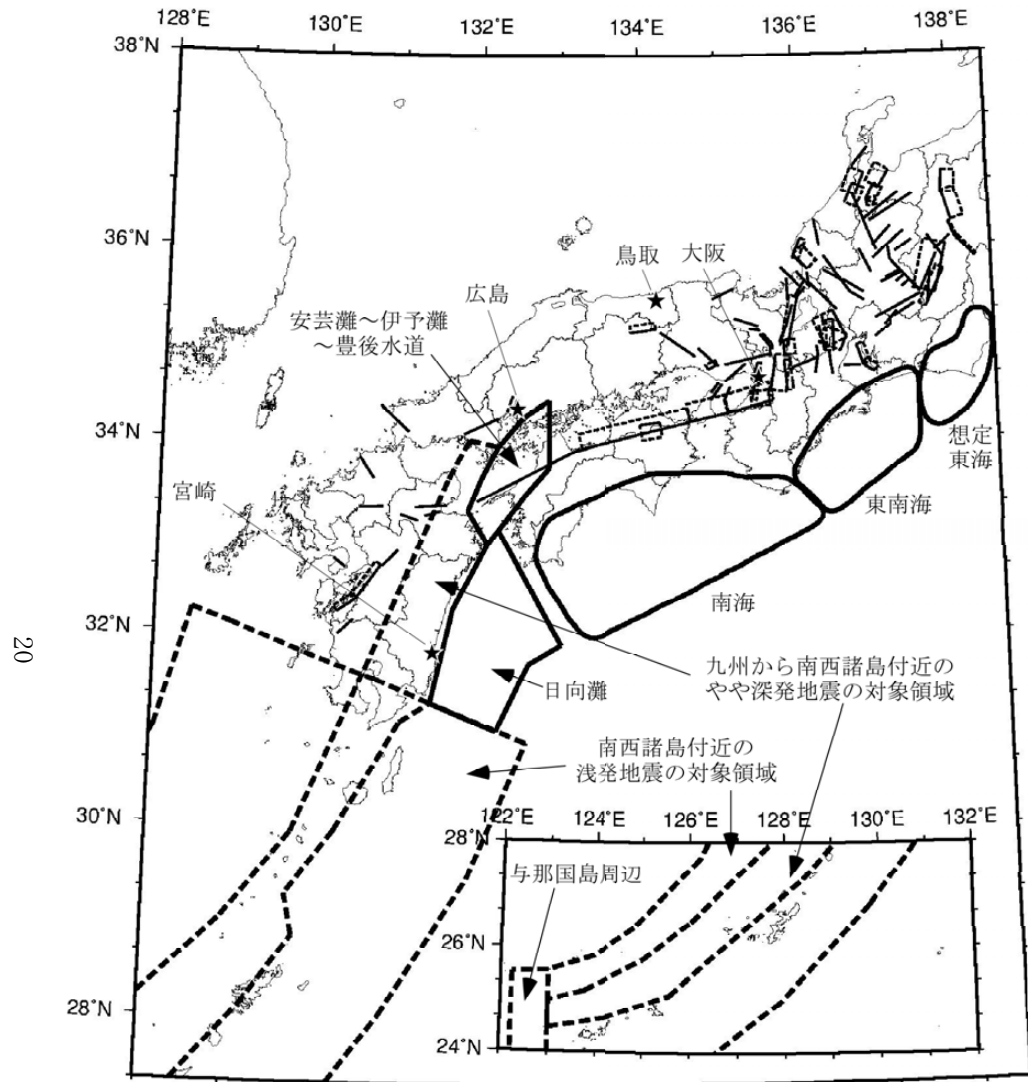 128°E
130°E
132°E
134°E
136°E
138°E
38°N
36°N
34°N
32°N
30°N
28°N
鳥取
大阪
広島
安芸灘~伊予灘
~豊後水道
宮崎
想定
東海
東南海
南海
日向灘
九州から南西諸島付近の
やや深発地震の対象領域
南西諸島付近の
浅発地震の対象領域
122°E
124°E
126°E
128°E
130°E
132°E
28°N
26°N
24°N
与那国島周辺
20